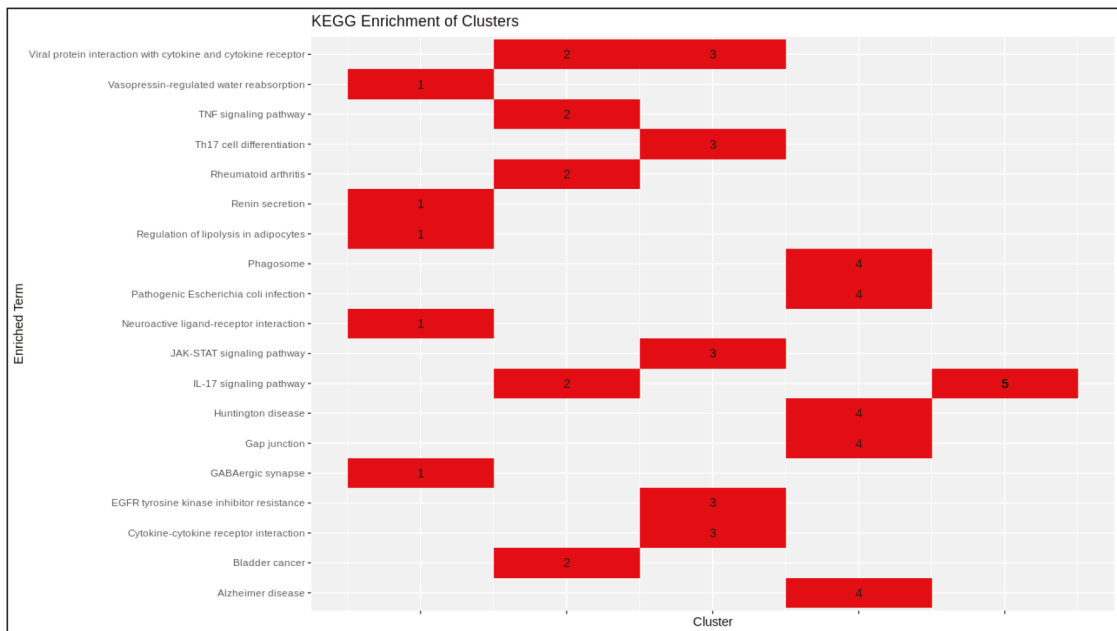 KEGG Enrichment of Clusters
Enriched Term
Viral protein interaction with cytokine and cytokine receptor 2 3
Vasopressin-regulated water reabsorption 1
TNF signaling pathway 2
Th17 cell differentiation 3
Rheumatoid arthritis 2
Renin secretion 1
Regulation of lipolysis in adipocytes 1
Phagosome 4
Pathogenic Escherichia coli infection 4
Neuroactive ligand-receptor interaction 1
JAK-STAT signaling pathway 3
IL-17 signaling pathway 2 5
Huntington disease 4
Gap junction 4
GABAergic synapse 1
EGFR tyrosine kinase inhibitor resistance 3
Cytokine-cytokine receptor interaction 3
Bladder cancer 2
Alzheimer disease 4
Cluster